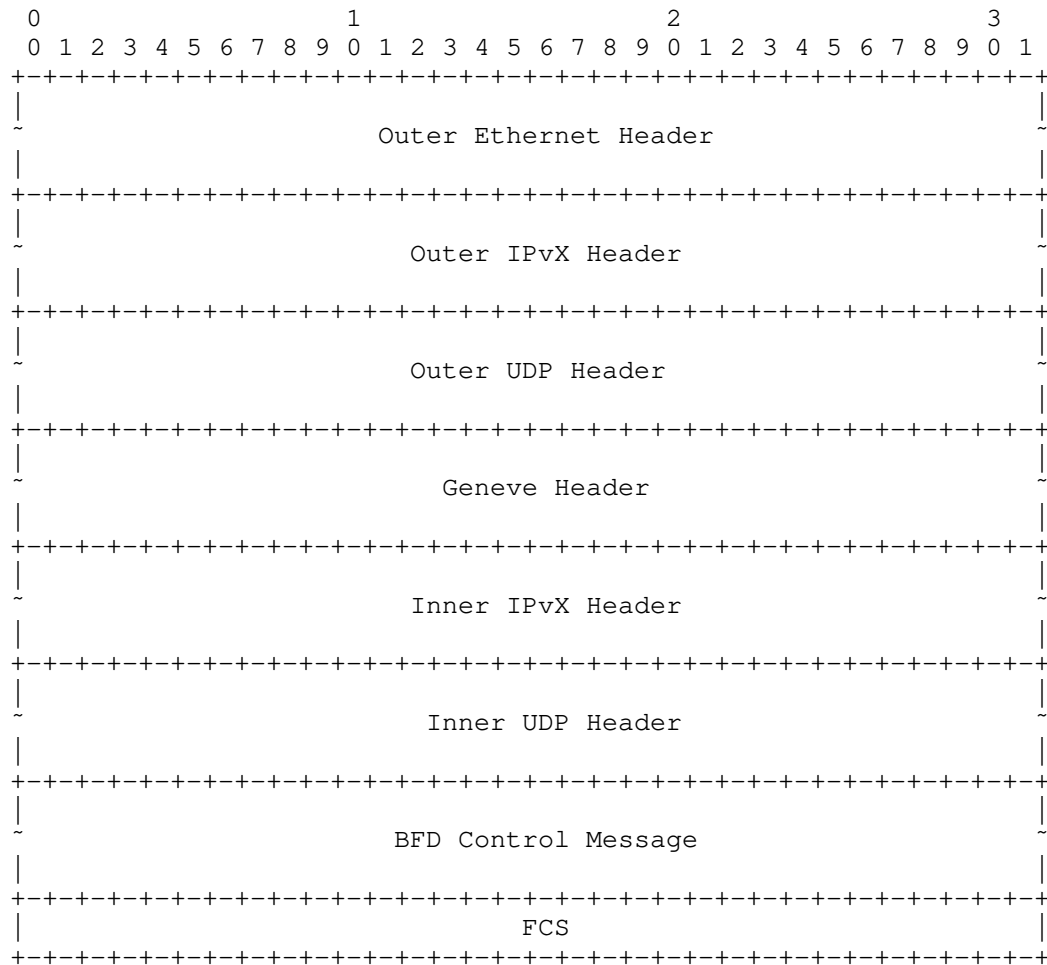 0                   1                   2                   3
 0 1 2 3 4 5 6 7 8 9 0 1 2 3 4 5 6 7 8 9 0 1 2 3 4 5 6 7 8 9 0 1
+-+-+-+-+-+-+-+-+-+-+-+-+-+-+-+-+-+-+-+-+-+-+-+-+-+-+-+-+-+-+-+-+
|                                                               |
~                      Outer Ethernet Header                    ~
|                                                               |
+-+-+-+-+-+-+-+-+-+-+-+-+-+-+-+-+-+-+-+-+-+-+-+-+-+-+-+-+-+-+-+-+
|                                                               |
~                        Outer IPvX Header                      ~
|                                                               |
+-+-+-+-+-+-+-+-+-+-+-+-+-+-+-+-+-+-+-+-+-+-+-+-+-+-+-+-+-+-+-+-+
|                                                               |
~                        Outer UDP Header                       ~
|                                                               |
+-+-+-+-+-+-+-+-+-+-+-+-+-+-+-+-+-+-+-+-+-+-+-+-+-+-+-+-+-+-+-+-+
|                                                               |
~                          Geneve Header                        ~
|                                                               |
+-+-+-+-+-+-+-+-+-+-+-+-+-+-+-+-+-+-+-+-+-+-+-+-+-+-+-+-+-+-+-+-+
|                                                               |
~                        Inner IPvX Header                      ~
|                                                               |
+-+-+-+-+-+-+-+-+-+-+-+-+-+-+-+-+-+-+-+-+-+-+-+-+-+-+-+-+-+-+-+-+
|                                                               |
~                         Inner UDP Header                      ~
|                                                               |
+-+-+-+-+-+-+-+-+-+-+-+-+-+-+-+-+-+-+-+-+-+-+-+-+-+-+-+-+-+-+-+-+
|                                                               |
~                       BFD Control Message                     ~
|                                                               |
+-+-+-+-+-+-+-+-+-+-+-+-+-+-+-+-+-+-+-+-+-+-+-+-+-+-+-+-+-+-+-+-+
|                               FCS                             |
+-+-+-+-+-+-+-+-+-+-+-+-+-+-+-+-+-+-+-+-+-+-+-+-+-+-+-+-+-+-+-+-+